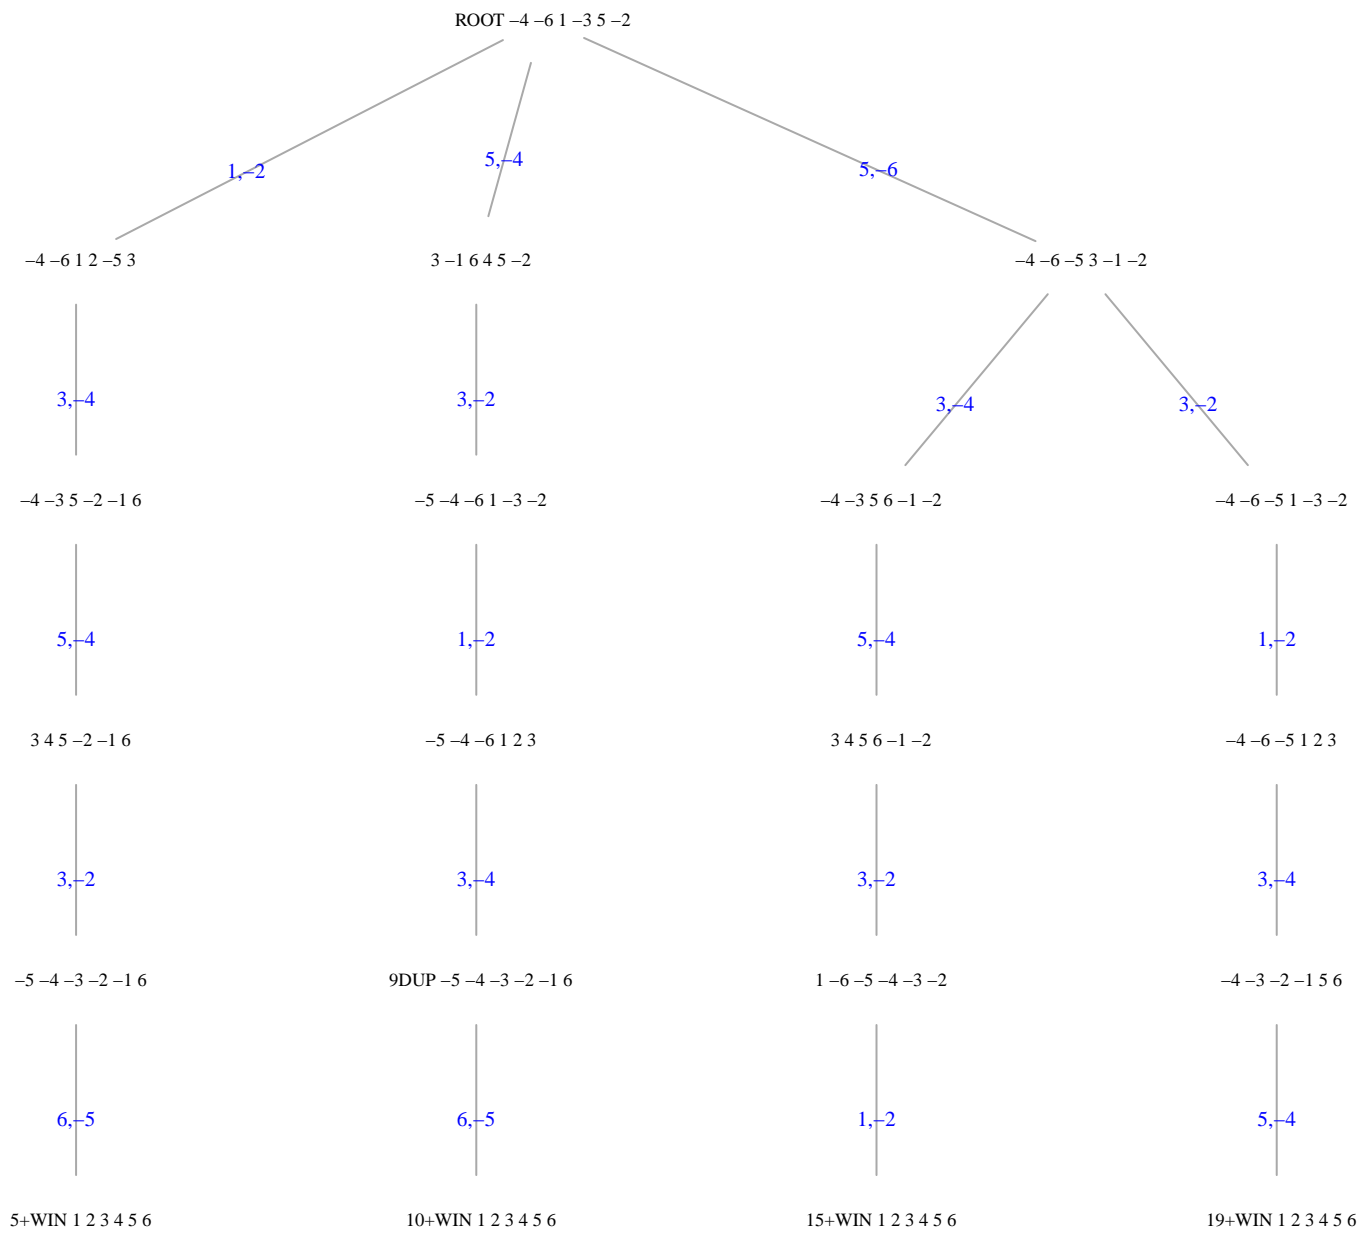 ROOT –4 –6 1 –3 5 –2
1,–2
5,–4
5,–6
–4 –6 1 2 –5 3
3 –1 6 4 5 –2
–4 –6 –5 3 –1 –2
3,–4
3,–2
3,–4
3,–2
–4 –3 5 –2 –1 6
–5 –4 –6 1 –3 –2
–4 –3 5 6 –1 –2
–4 –6 –5 1 –3 –2
5,–4
1,–2
5,–4
1,–2
3 4 5 –2 –1 6
–5 –4 –6 1 2 3
3 4 5 6 –1 –2
–4 –6 –5 1 2 3
3,–2
3,–4
3,–2
3,–4
–5 –4 –3 –2 –1 6
9DUP –5 –4 –3 –2 –1 6
1 –6 –5 –4 –3 –2
–4 –3 –2 –1 5 6
6,–5
6,–5
1,–2
5,–4
5+WIN 1 2 3 4 5 6
10+WIN 1 2 3 4 5 6
15+WIN 1 2 3 4 5 6
19+WIN 1 2 3 4 5 6